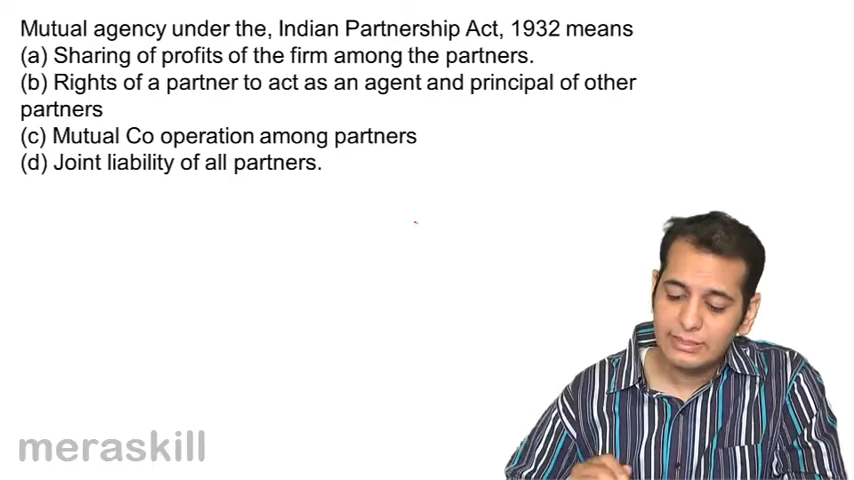 Mutual agency under the, Indian Partnership Act, 1932 means
(a) Sharing of profits of the firm among the partners.
(b) Rights of a partner to act as an agent and principal of other
partners
(c) Mutual Co operation among partners
(d) Joint liability of all partners.
meraskill